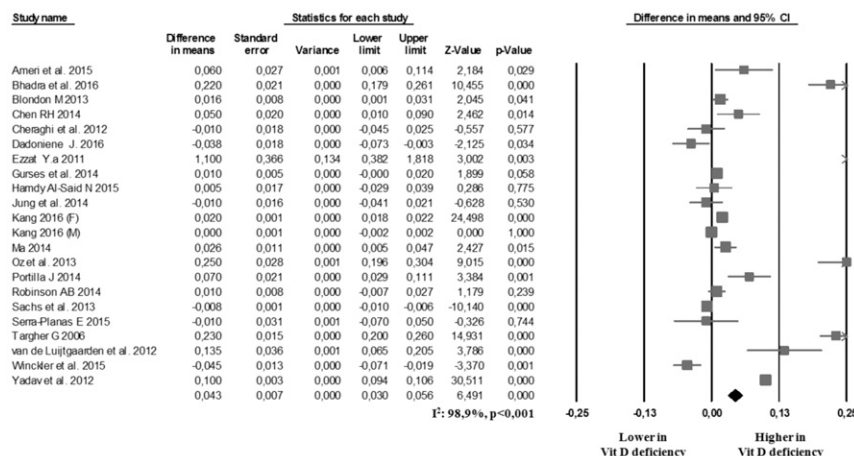 Study name Statistics for each study Difference in means and 95% CI
Difference in means Standard error Variance Lower limit Upper limit Z-Value p-Value
Ameri et al. 2015 0,060 0,027 0,001 0,006 0,114 2,184 0,029
Bhadra et al. 2016 0,220 0,021 0,000 0,179 0,261 10,455 0,000
Blondon M 2013 0,016 0,008 0,000 0,001 0,031 2,045 0,041
Chen RH 2014 0,050 0,020 0,000 0,010 0,090 2,462 0,014
Cheraghi et al. 2012 -0,010 0,018 0,000 -0,045 0,025 -0,557 0,577
Dadoniene J. 2016 -0,038 0,018 0,000 -0,073 -0,003 -2,125 0,034
Ezzat Y.a 2011 1,100 0,366 0,134 0,382 1,818 3,002 0,003
Gurses et al. 2014 0,010 0,005 0,000 -0,000 0,020 1,899 0,058
Hamdy Al-Said N 2015 0,005 0,017 0,000 -0,029 0,039 0,286 0,775
Jung et al. 2014 -0,010 0,016 0,000 -0,041 0,021 -0,628 0,530
Kang 2016 (F) 0,020 0,001 0,000 0,018 0,022 24,498 0,000
Kang 2016 (M) 0,000 0,001 0,000 -0,002 0,002 0,000 1,000
Ma 2014 0,026 0,011 0,000 0,005 0,047 2,427 0,015
Oz et al. 2013 0,250 0,028 0,001 0,196 0,304 9,015 0,000
Portilla J 2014 0,070 0,021 0,000 0,029 0,111 3,384 0,001
Robinson AB 2014 0,010 0,008 0,000 -0,007 0,027 1,179 0,239
Sachs et al. 2013 -0,008 0,001 0,000 -0,010 -0,006 -10,140 0,000
Serra-Planas E 2015 -0,010 0,031 0,001 -0,070 0,050 -0,326 0,744
Targher G 2006 0,230 0,015 0,000 0,200 0,260 14,931 0,000
van de Luijtgaarden et al. 2012 0,135 0,036 0,001 0,065 0,205 3,786 0,000
Winckler et al. 2015 -0,045 0,013 0,000 -0,071 -0,019 -3,370 0,001
Yadav et al. 2012 0,100 0,003 0,000 0,094 0,106 30,511 0,000
0,043 0,007 0,000 0,030 0,056 6,491 0,000
I²: 98,9%, p<0,001
-0,25 -0,13 0,00 0,13 0,25
Lower in Higher in
Vit D deficiency Vit D deficiency